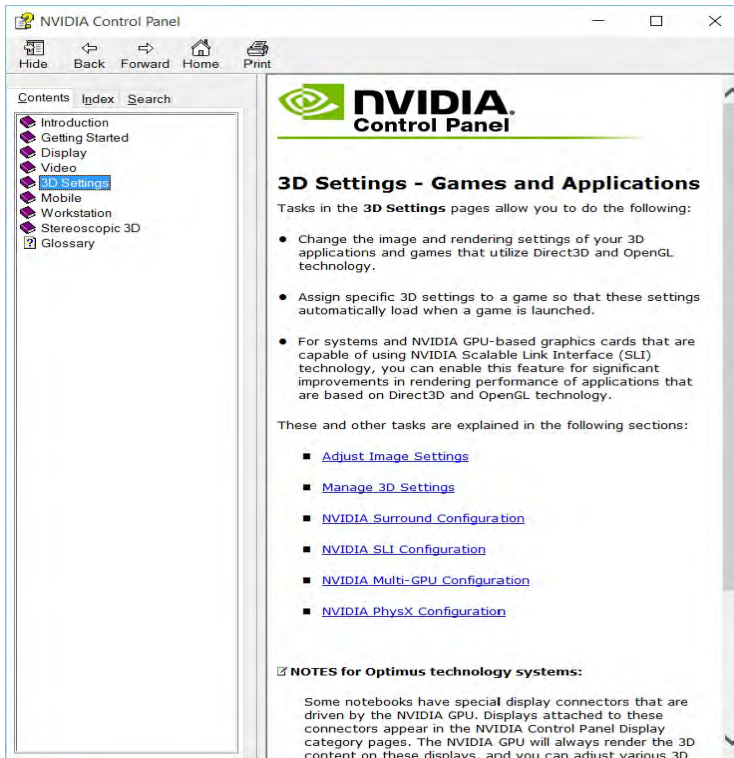 NVIDIA Control Panel
Hide Back Forward Home Print
Contents Index Search
Introduction
Getting Started
Display
Video
3D Settings
Mobile
Workstation
Stereoscopic 3D
Glossary
NVIDIA.
Control Panel
3D Settings - Games and Applications
Tasks in the 3D Settings pages allow you to do the following:
Change the image and rendering settings of your 3D
applications and games that utilize Direct3D and OpenGL
technology.
Assign specific 3D settings to a game so that these settings
automatically load when a game is launched.
For systems and NVIDIA GPU-based graphics cards that are
capable of using NVIDIA Scalable Link Interface (SLI)
technology, you can enable this feature for significant
improvements in rendering performance of applications that
are based on Direct3D and OpenGL technology.
These and other tasks are explained in the following sections:
Adjust Image Settings
Manage 3D Settings
NVIDIA Surround Configuration
NVIDIA SLI Configuration
NVIDIA Multi-GPU Configuration
NVIDIA PhysX Configuration
NOTES for Optimus technology systems:
Some notebooks have special display connectors that are
driven by the NVIDIA GPU. Displays attached to these
connectors appear in the NVIDIA Control Panel Display
category pages. The NVIDIA GPU will always render the 3D
content on these displays, and you can adjust various 3D